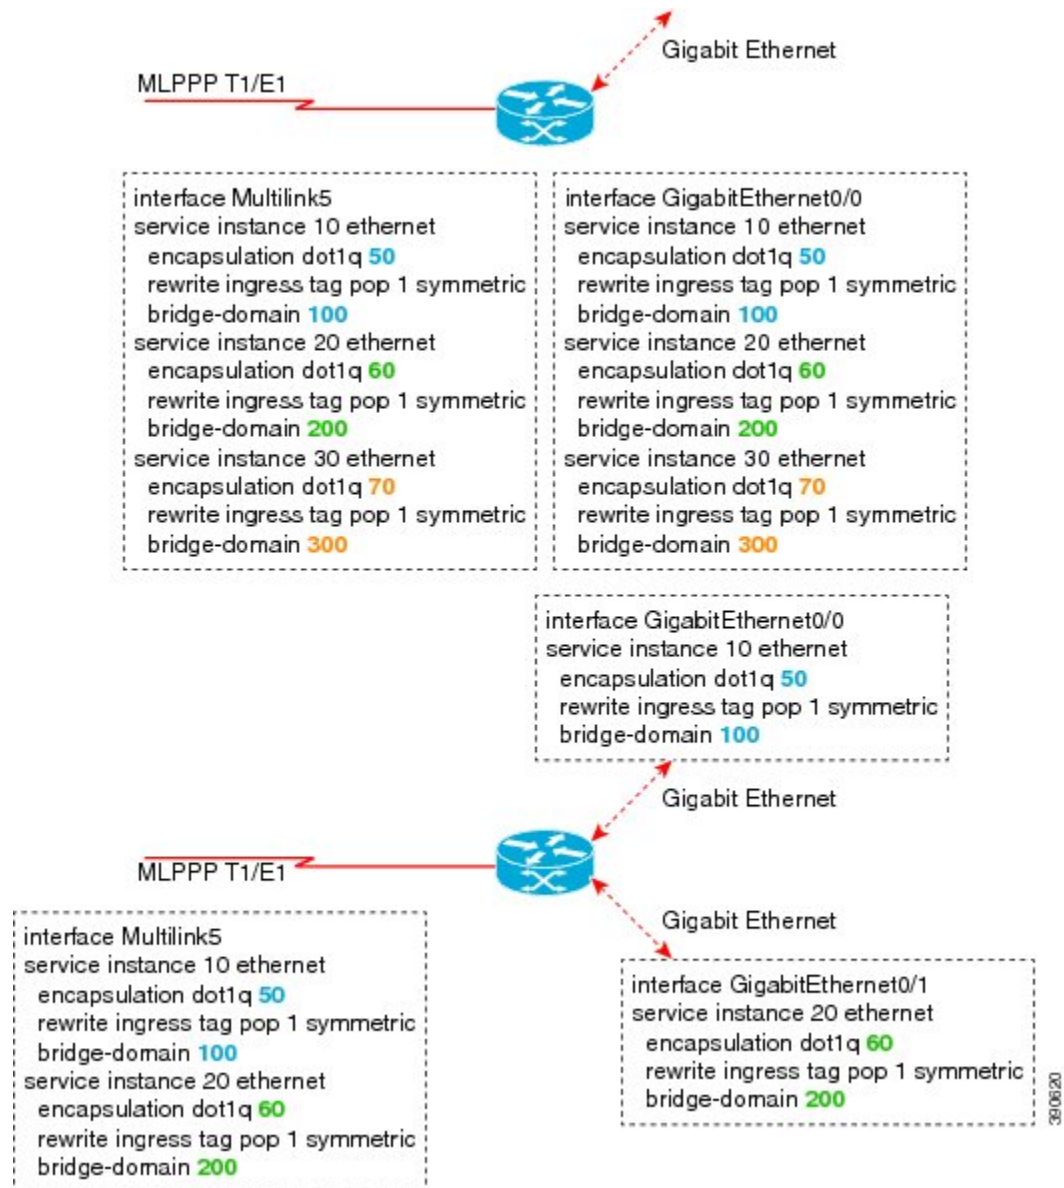 Gigabit Ethernet
MLPPP T1/E1
interface Multilink5
service instance 10 ethernet
encapsulation dot1q 50
rewrite ingress tag pop 1 symmetric
bridge-domain 100
service instance 20 ethernet
encapsulation dot1q 60
rewrite ingress tag pop 1 symmetric
bridge-domain 200
service instance 30 ethernet
encapsulation dot1q 70
rewrite ingress tag pop 1 symmetric
bridge-domain 300
interface GigabitEthernet0/0
service instance 10 ethernet
encapsulation dot1q 50
rewrite ingress tag pop 1 symmetric
bridge-domain 100
service instance 20 ethernet
encapsulation dot1q 60
rewrite ingress tag pop 1 symmetric
bridge-domain 200
service instance 30 ethernet
encapsulation dot1q 70
rewrite ingress tag pop 1 symmetric
bridge-domain 300
interface GigabitEthernet0/0
service instance 10 ethernet
encapsulation dot1q 50
rewrite ingress tag pop 1 symmetric
bridge-domain 100
Gigabit Ethernet
MLPPP T1/E1
Gigabit Ethernet
interface Multilink5
service instance 10 ethernet
encapsulation dot1q 50
rewrite ingress tag pop 1 symmetric
bridge-domain 100
service instance 20 ethernet
encapsulation dot1q 60
rewrite ingress tag pop 1 symmetric
bridge-domain 200
interface GigabitEthernet0/1
service instance 20 ethernet
encapsulation dot1q 60
rewrite ingress tag pop 1 symmetric
bridge-domain 200
390620